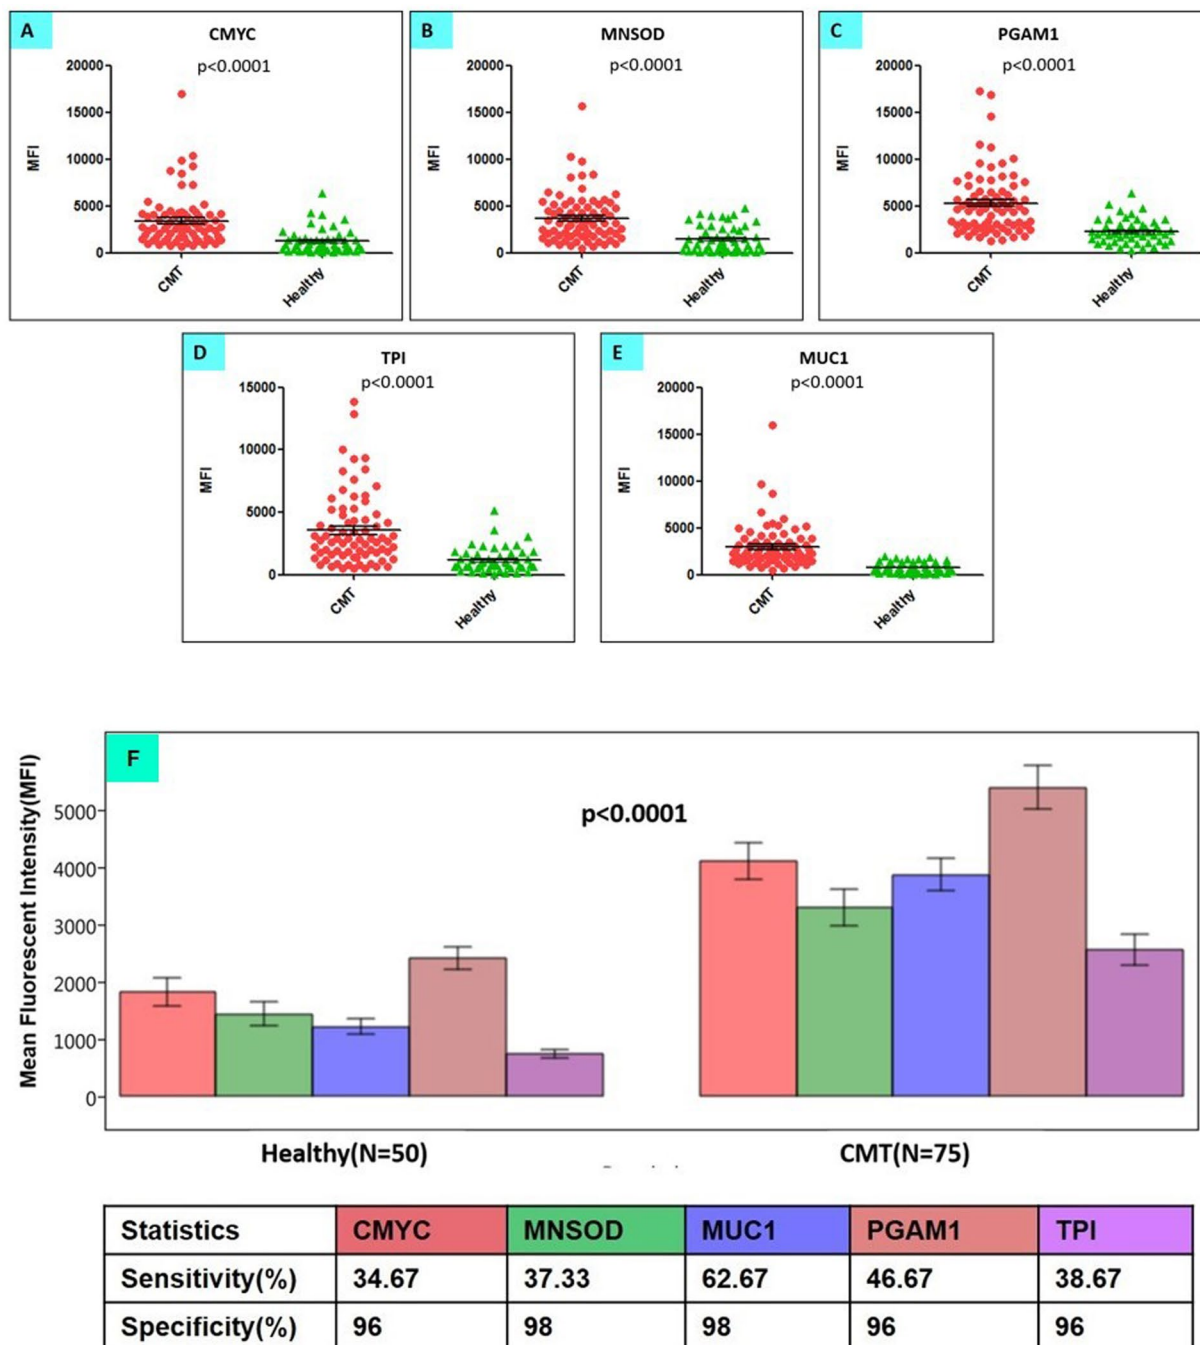 A
CMYC
p<0.0001
20000
15000
10000
5000
0
MFI
CMT
Healthy
B
MNSOD
p<0.0001
20000
15000
10000
5000
0
MFI
CMT
Healthy
C
PGAM1
p<0.0001
20000
15000
10000
5000
0
MFI
CMT
Healthy
D
TPI
p<0.0001
15000
10000
5000
0
MFI
CMT
Healthy
E
MUC1
p<0.0001
20000
15000
10000
5000
0
MFI
CMT
Healthy
F
p<0.0001
Mean Fluorescent Intensity(MFI)
5000
4000
3000
2000
1000
0
Healthy(N=50) CMT(N=75)
Statistics CMYC MNSOD MUC1 PGAM1 TPI
Sensitivity(%) 34.67 37.33 62.67 46.67 38.67
Specificity(%) 96 98 98 96 96